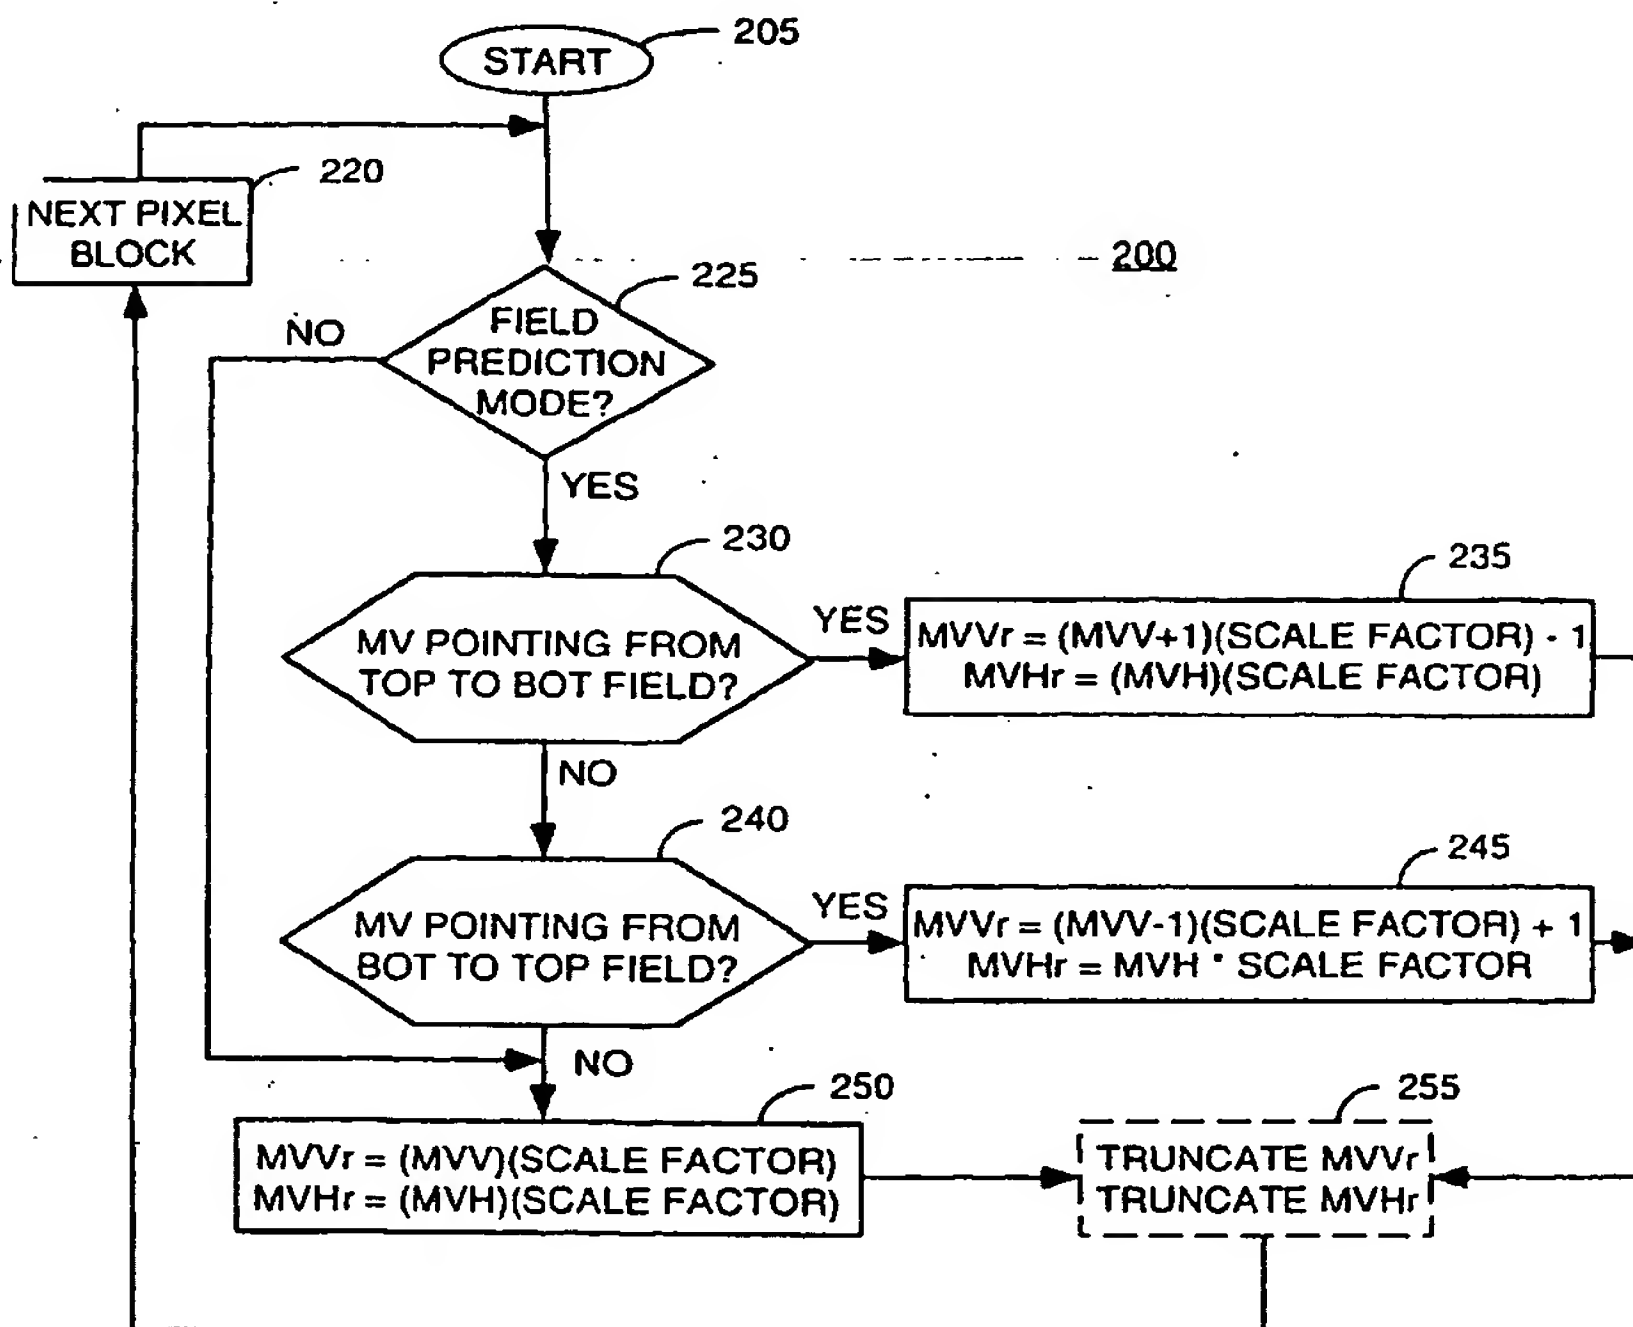 START
205
220
NEXT PIXEL
BLOCK
200
225
NO
FIELD
PREDICTION
MODE?
YES
230
235
MV POINTING FROM
TOP TO BOT FIELD?
YES
MVVr = (MVV+1)(SCALE FACTOR) - 1
MVHr = (MVH)(SCALE FACTOR)
NO
240
245
MV POINTING FROM
BOT TO TOP FIELD?
YES
MVVr = (MVV-1)(SCALE FACTOR) + 1
MVHr = MVH * SCALE FACTOR
NO
250
255
MVVr = (MVV)(SCALE FACTOR)
MVHr = (MVH)(SCALE FACTOR)
TRUNCATE MVVr
TRUNCATE MVHr